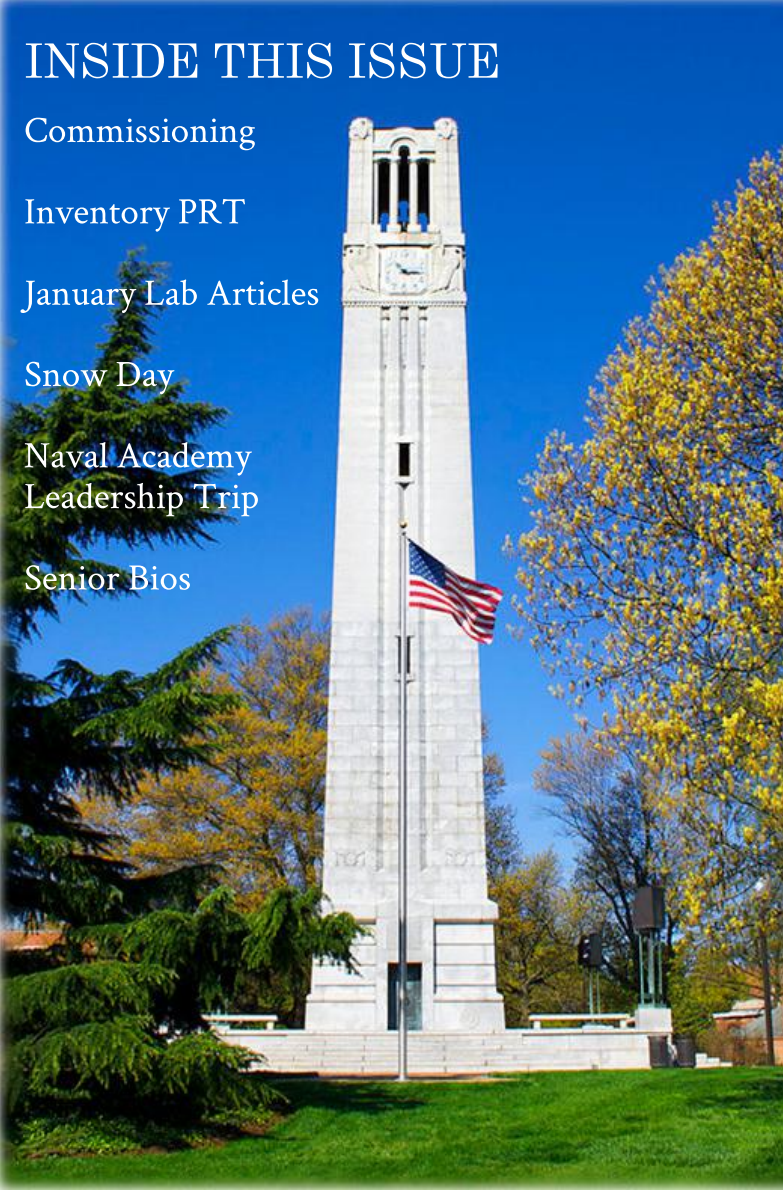 INSIDE THIS ISSUE
Commissioning
Inventory PRT
January Lab Articles
Snow Day
Naval Academy
Leadership Trip
Senior Bios